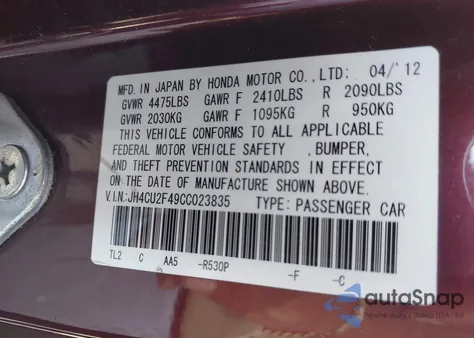 MFD. IN JAPAN BY HONDA MOTOR CO.,LTD: 04/'12
GVWR 4475LBS GAWR F 2410LBS R 2090LBS
GVWR 2030KG GAWR F 1095KG R 950KG
THIS VEHICLE CONFORMS TO ALL APPLICABLE
FEDERAL MOTOR VEHICLE SAFETY ,BUMPER,
AND THEFT PREVENTION STANDARDS IN EFFECT
ON THE DATE OF MANUFACTURE SHOWN ABOVE.
V.I.N.:JH4CU2F49CC023835 TYPE: PASSENGER CAR
TL2 C AA5 -R530P -F -C
autoSnap